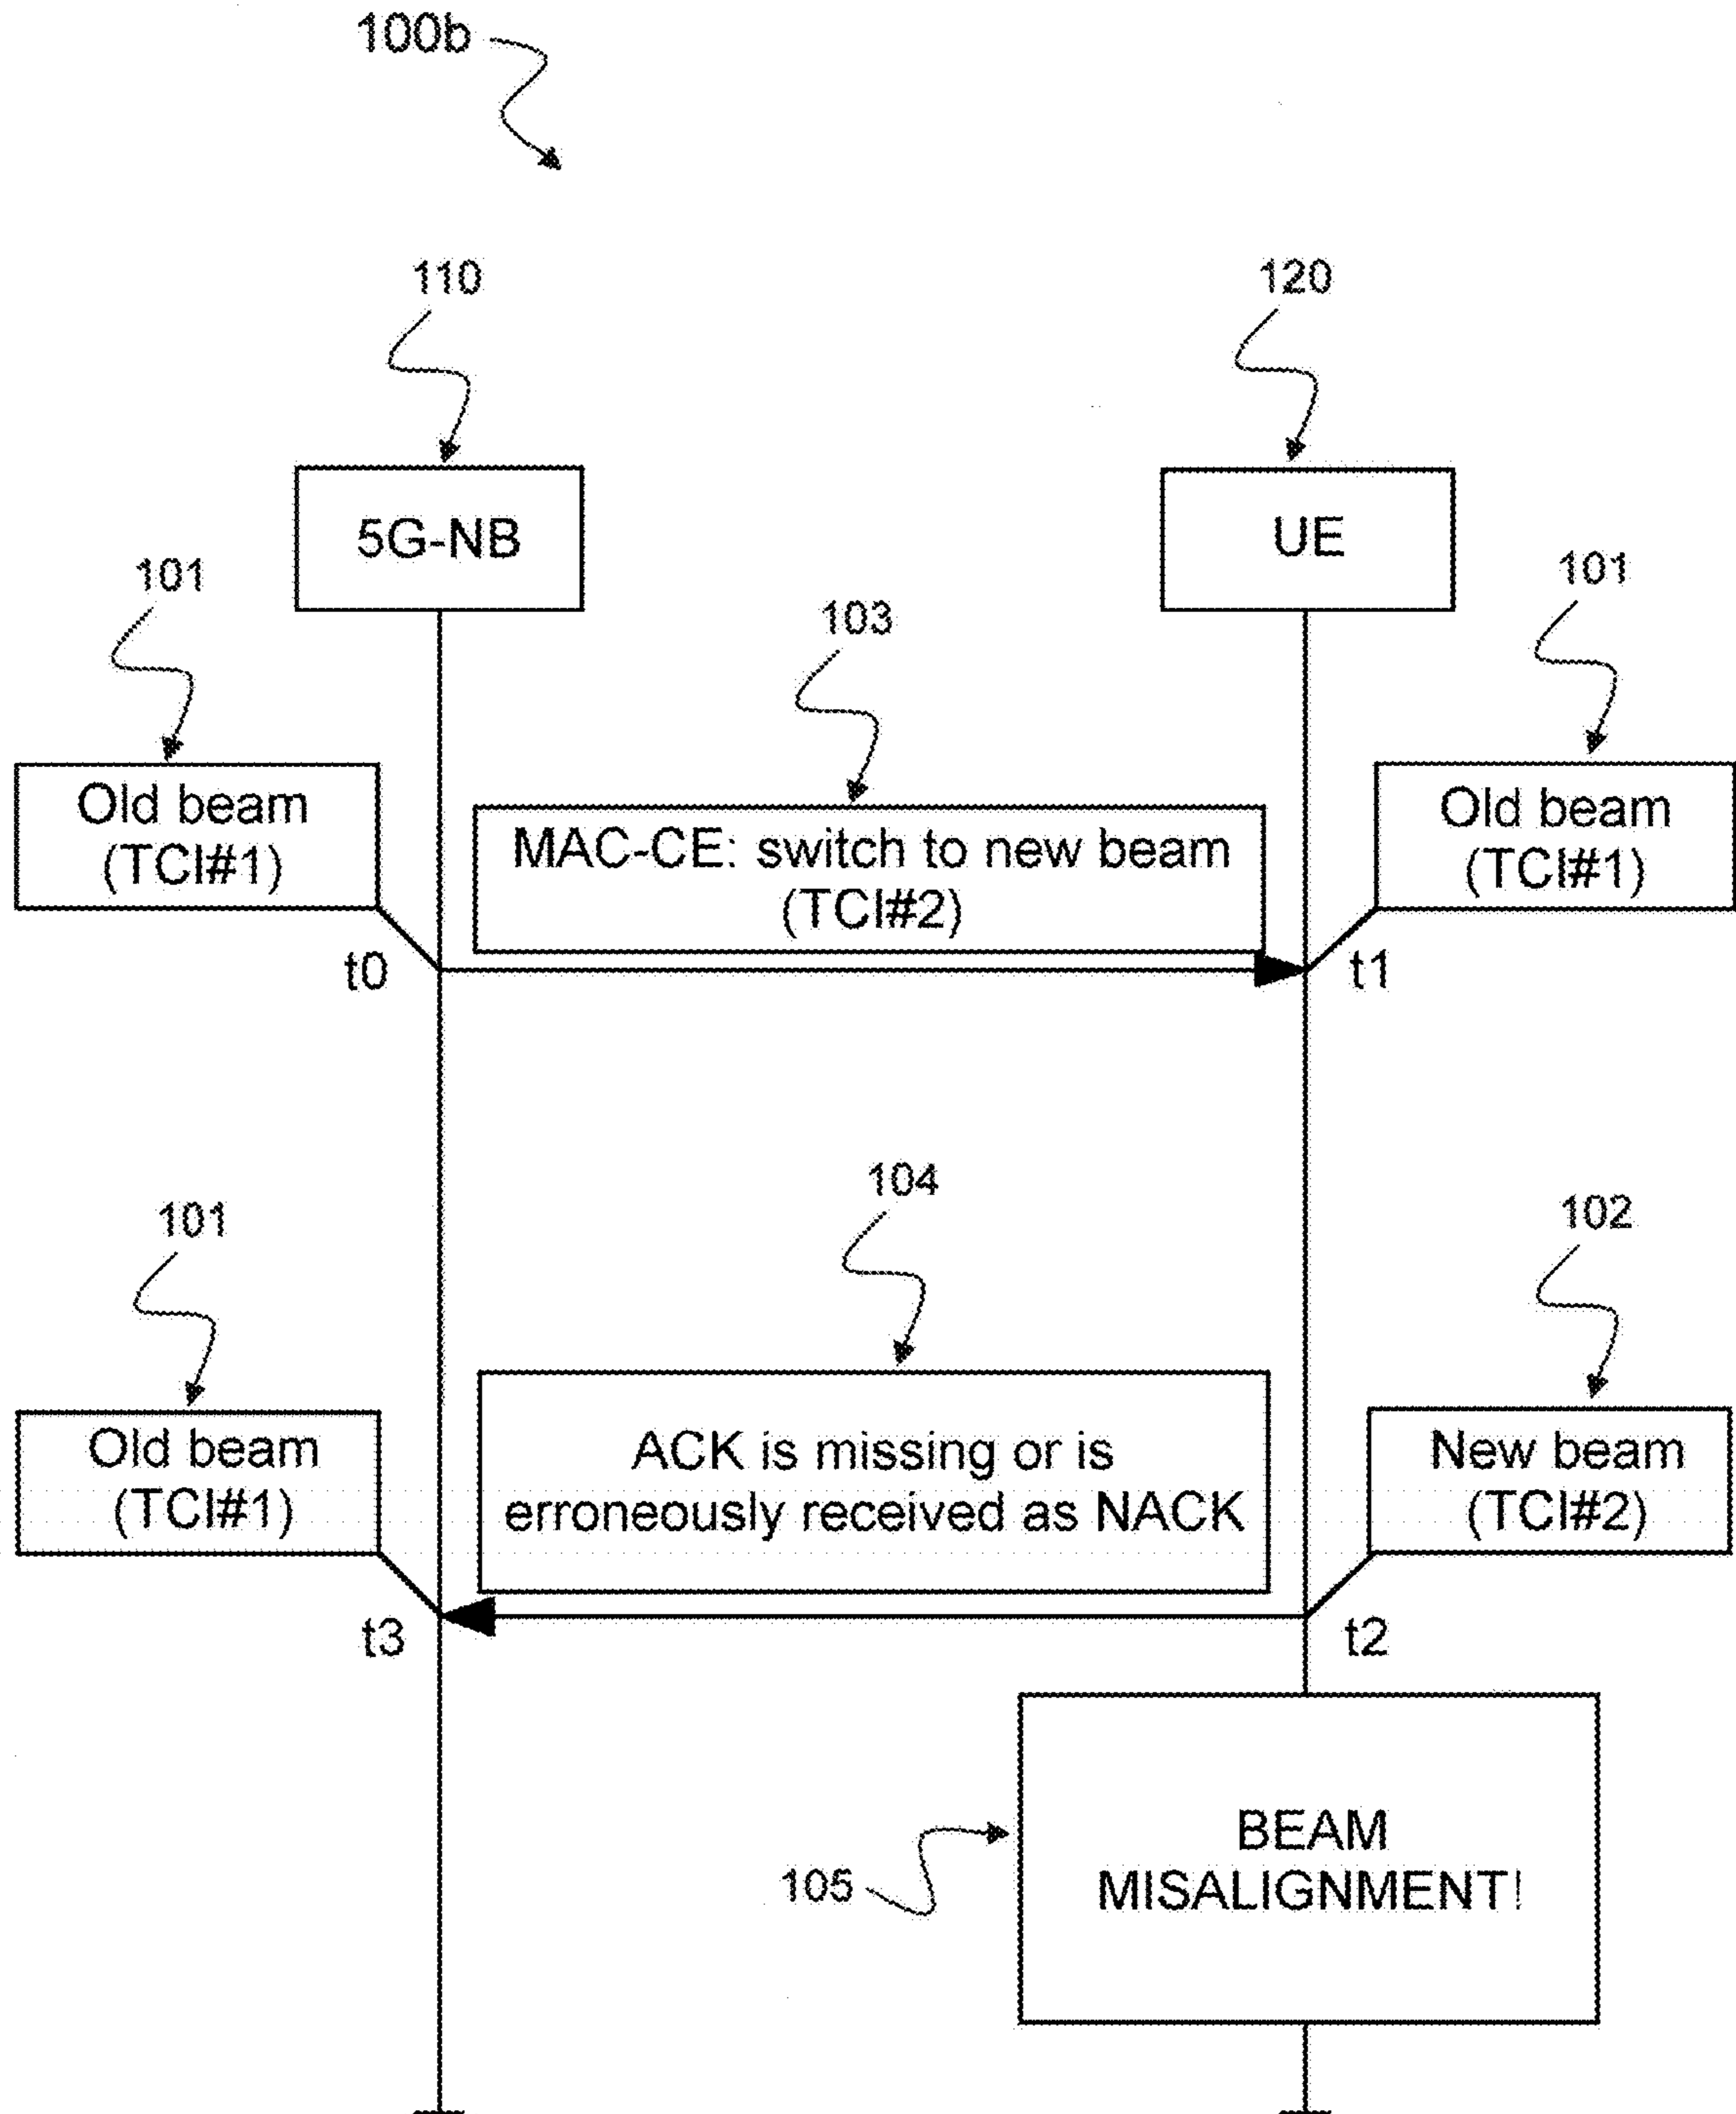 100b
110
120
5G-NB
UE
101
103
101
Old beam
(TCI#1)
MAC-CE: switch to new beam
(TCI#2)
Old beam
(TCI#1)
t0
t1
101
104
102
Old beam
(TCI#1)
ACK is missing or is
erroneously received as NACK
New beam
(TCI#2)
t3
t2
105
BEAM
MISALIGNMENT!